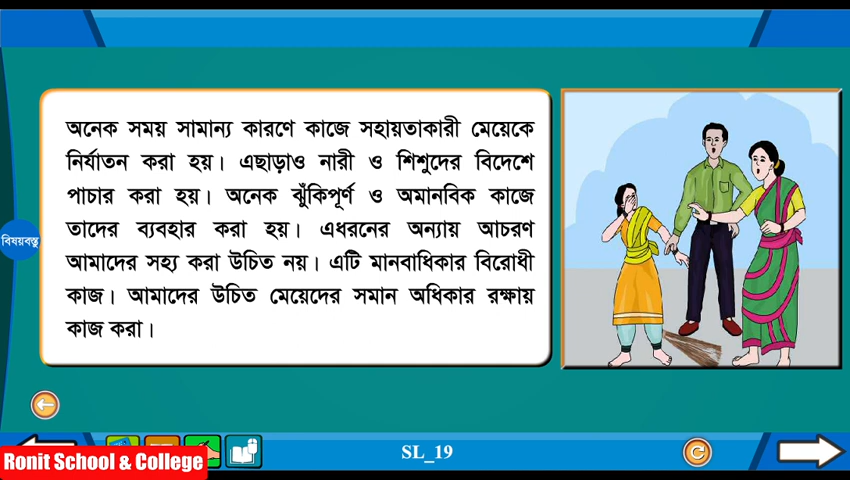 অনেক সময় সামান্য কারণে কাজে সহায়তাকারী মেয়েকে
নির্যাতন করা হয়। এছাড়াও নারী ও শিশুদের বিদেশে
পাচার করা হয়। অনেক ঝুঁকিপূর্ণ ও অমানবিক কাজে
তাদের ব্যবহার করা হয়। এধরনের অন্যায় আচরণ
আমাদের সহ্য করা উচিত নয়। এটি মানবাধিকার বিরোধী
কাজ। আমাদের উচিত মেয়েদের সমান অধিকার রক্ষায়
কাজ করা।
বিষয়বস্তু
SL_19
Ronit School & College